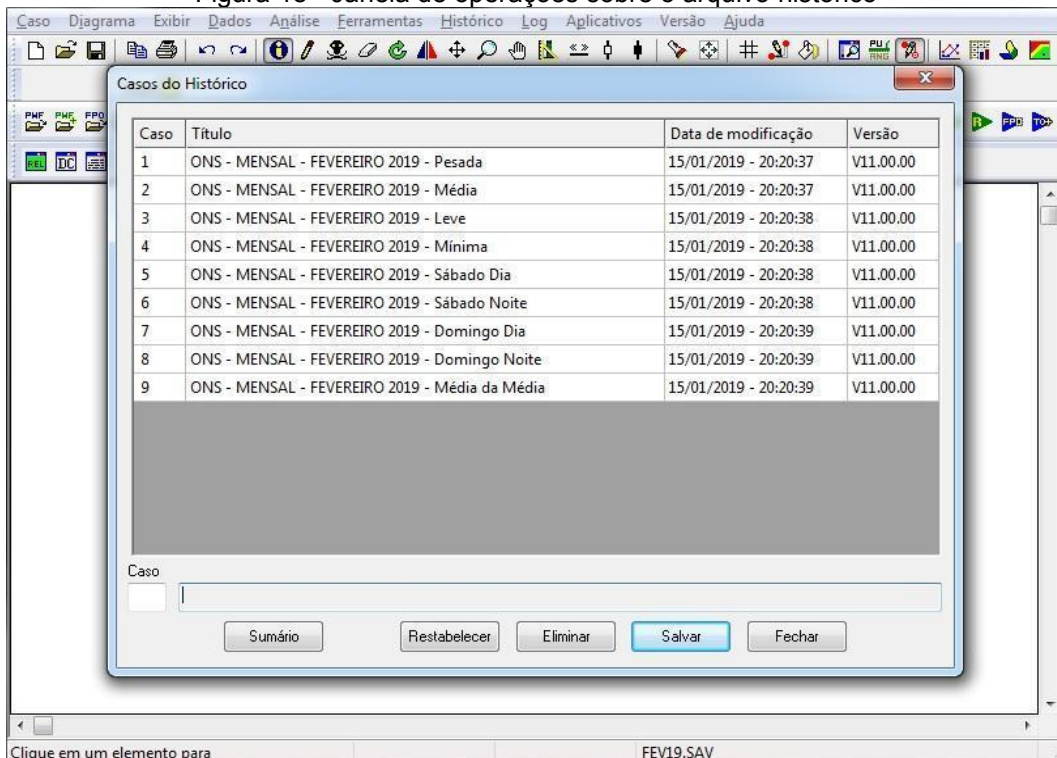 Figura 48 - Janela de operações sobre o arquivo histórico
Caso Diagrama Exibir Dados Análise Ferramentas Histórico Log Aplicativos Versão Ajuda
Casos do Histórico
Caso Título Data de modificação Versão
1 ONS - MENSAL - FEVEREIRO 2019 - Pesada 15/01/2019 - 20:20:37 V11.00.00
2 ONS - MENSAL - FEVEREIRO 2019 - Média 15/01/2019 - 20:20:37 V11.00.00
3 ONS - MENSAL - FEVEREIRO 2019 - Leve 15/01/2019 - 20:20:38 V11.00.00
4 ONS - MENSAL - FEVEREIRO 2019 - Mínima 15/01/2019 - 20:20:38 V11.00.00
5 ONS - MENSAL - FEVEREIRO 2019 - Sábado Dia 15/01/2019 - 20:20:38 V11.00.00
6 ONS - MENSAL - FEVEREIRO 2019 - Sábado Noite 15/01/2019 - 20:20:38 V11.00.00
7 ONS - MENSAL - FEVEREIRO 2019 - Domingo Dia 15/01/2019 - 20:20:39 V11.00.00
8 ONS - MENSAL - FEVEREIRO 2019 - Domingo Noite 15/01/2019 - 20:20:39 V11.00.00
9 ONS - MENSAL - FEVEREIRO 2019 - Média da Média 15/01/2019 - 20:20:39 V11.00.00
PWF PWF FPO
FPO TO
REL DC
Caso
Sumário Restabelecer Eliminar Salvar Fechar
Clique em um elemento para FEV19.SAV